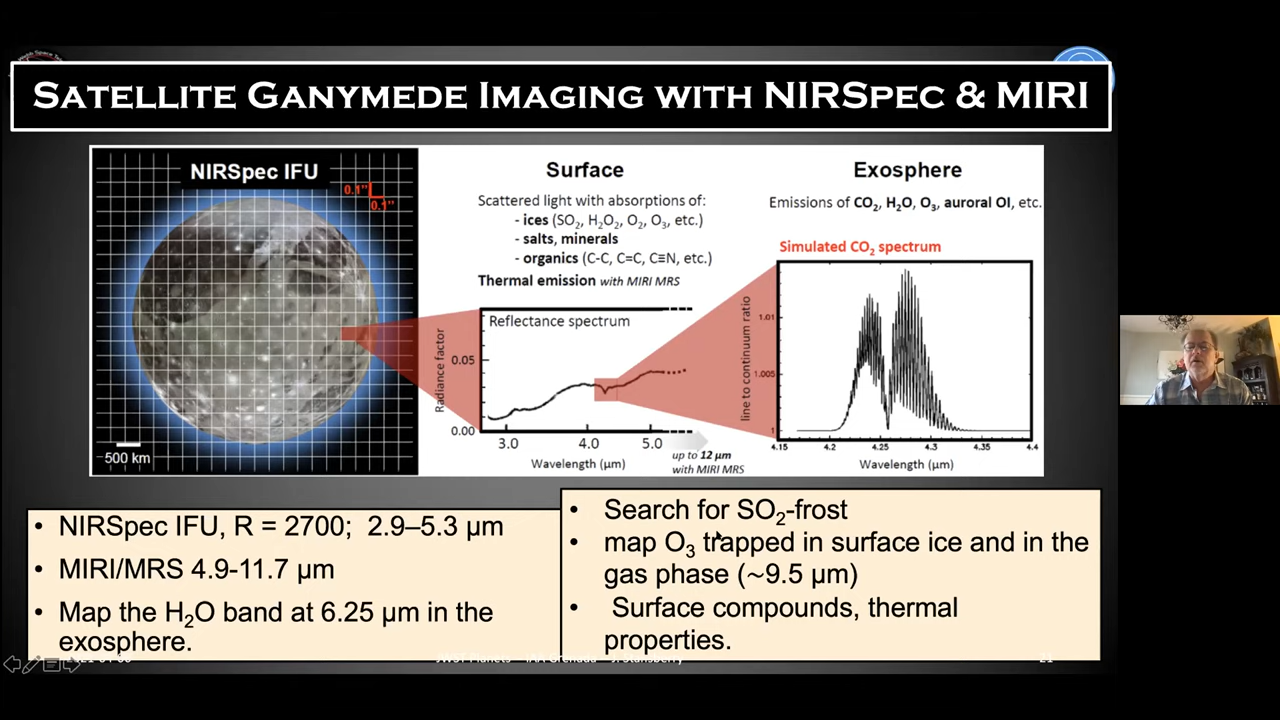 SATELLITE GANYMEDE IMAGING WITH NIRSPEC & MIRI
NIRSpec IFU
0.1"
0.1"
500 km
Surface
Scattered light with absorptions of:
- ices (SO₂, H₂O₂, O₂, O₃, etc.)
- salts, minerals
- organics (C-C, C=C, C≡N, etc.)
Thermal emission with MIRI MRS
Reflectance spectrum
Radiance factor
0.05
0.00
3.0 4.0 5.0
Wavelength (μm)
up to 12 μm
with MIRI MRS
Exosphere
Emissions of CO₂, H₂O, O₃, auroral OI, etc.
Simulated CO₂ spectrum
line to continuum ratio
1.01
1.005
1
4.15 4.2 4.25 4.3 4.35 4.4
Wavelength (μm)
• NIRSpec IFU, R = 2700; 2.9–5.3 μm
• MIRI/MRS 4.9-11.7 μm
• Map the H₂O band at 6.25 μm in the
exosphere.
• Search for SO₂-frost
• map O₃ trapped in surface ice and in the
gas phase (~9.5 μm)
• Surface compounds, thermal
properties.
JWST Planets
21